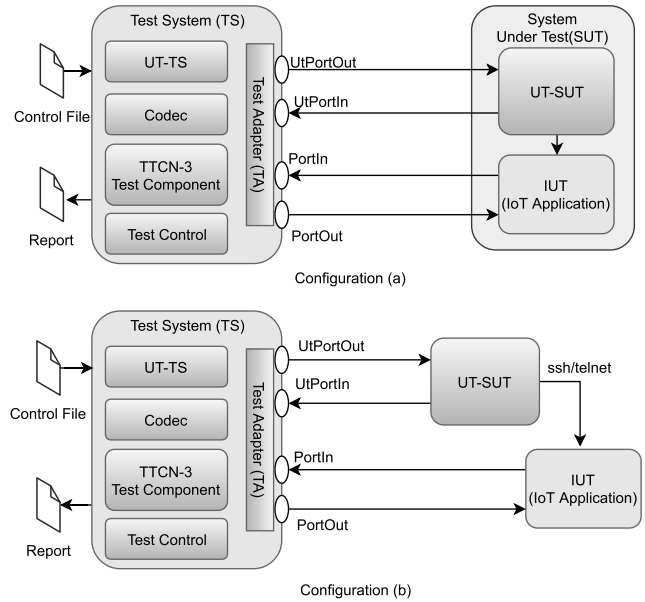 Test System (TS)
UT-TS
Codec
TTCN-3
Test Component
Test Control
Test Adapter (TA)
Control File
Report
UtPortOut
UtPortIn
PortIn
PortOut
System
Under Test(SUT)
UT-SUT
IUT
(IoT Application)
Configuration (a)
Test System (TS)
UT-TS
Codec
TTCN-3
Test Component
Test Control
Test Adapter (TA)
Control File
Report
UtPortOut
UtPortIn
PortIn
PortOut
UT-SUT
ssh/telnet
IUT
(IoT Application)
Configuration (b)